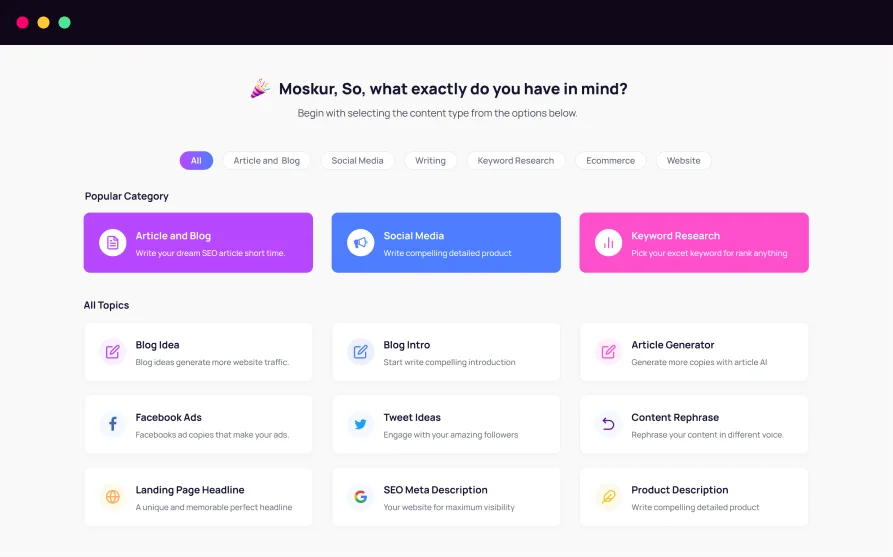 Moskur, So, what exactly do you have in mind?
Begin with selecting the content type from the options below.
All Article and Blog Social Media Writing Keyword Research Ecommerce Website
Popular Category
Article and Blog
Write your dream SEO article short time.
Social Media
Write compelling detailed product
Keyword Research
Pick your excet keyword for rank anything
All Topics
Blog Idea
Blog ideas generate more website traffic.
Blog Intro
Start write compelling introduction
Article Generator
Generate more copies with article AI
Facebook Ads
Facebooks ad copies that make your ads.
Tweet Ideas
Engage with your amazing followers
Content Rephrase
Rephrase your content in different voice.
Landing Page Headline
A unique and memorable perfect headline
SEO Meta Description
Your website for maximum visibility
Product Description
Write compelling detailed product